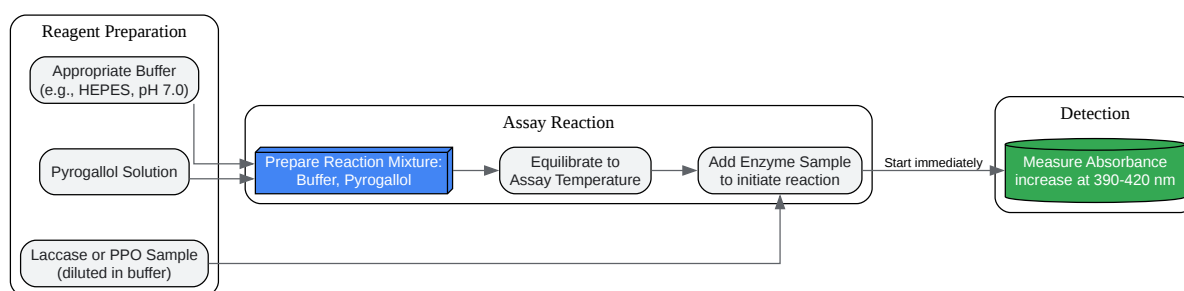 Reagent Preparation
Appropriate Buffer
(e.g., HEPES, pH 7.0)
Pyrogallol Solution
Laccase or PPO Sample
(diluted in buffer)
Assay Reaction
Prepare Reaction Mixture:
Buffer, Pyrogallol
Equilibrate to
Assay Temperature
Add Enzyme Sample
to initiate reaction
Start immediately
Detection
Measure Absorbance
increase at 390-420 nm